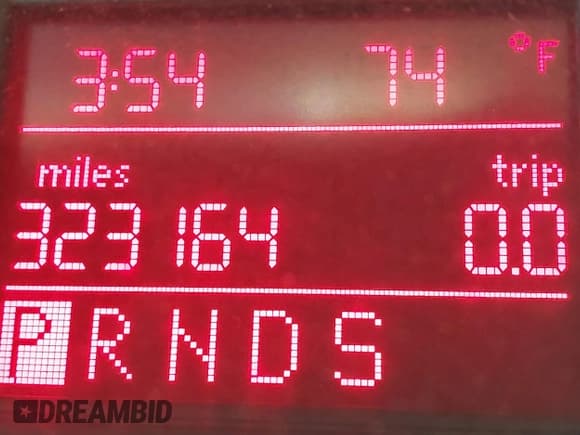 3:54 74 °F
miles trip
323164 0.0
P R N D S
DREAMBID